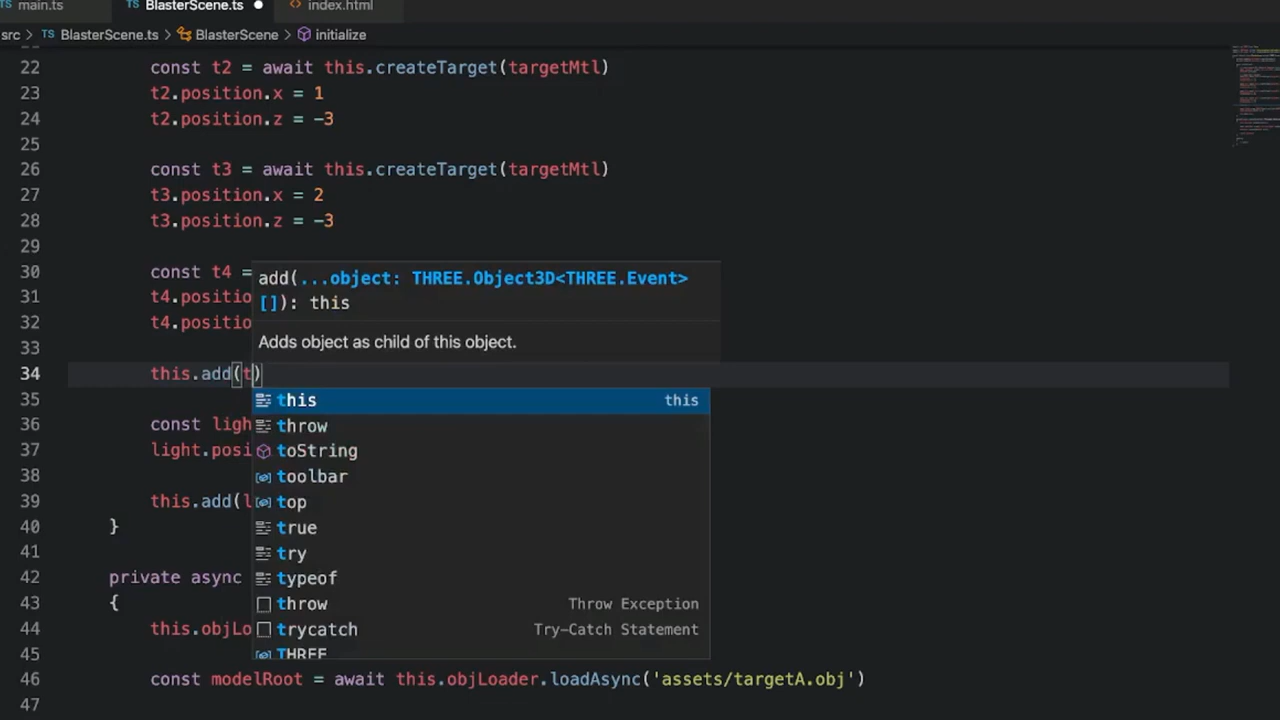 main.ts BlasterScene.ts index.html
src > TS BlasterScene.ts > BlasterScene > initialize
22 const t2 = await this.createTarget(targetMtl)
23 t2.position.x = 1
24 t2.position.z = -3
25
26 const t3 = await this.createTarget(targetMtl)
27 t3.position.x = 2
28 t3.position.z = -3
29
30 const t4 =
31 t4.positio
32 t4.positio
33
add(...object: THREE.Object3D<THREE.Event>
[]): this
Adds object as child of this object.
34 this.add(t)
this this
throw
toString
toolbar
top
true
try
typeof
throw Throw Exception
trycatch Try-Catch Statement
THREE
35
36 const ligh
37 light.posi
38
39 this.add(l
40 }
41
42 private async
43 {
44 this.objLo
45
46 const modelRoot = await this.objLoader.loadAsync('assets/targetA.obj')
47